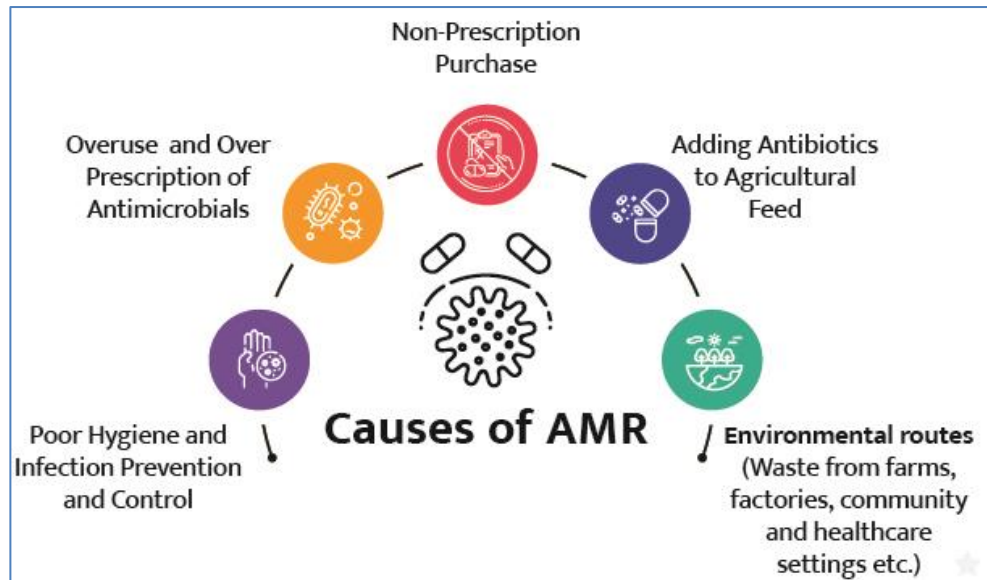 Non-Prescription
Purchase
Overuse and Over
Prescription of
Antimicrobials
Adding Antibiotics
to Agricultural
Feed
Poor Hygiene and
Infection Prevention
and Control
Causes of AMR
Environmental routes
(Waste from farms,
factories, community
and healthcare
settings etc.)